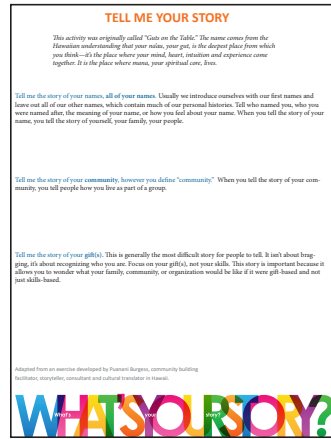 TELL ME YOUR STORY
This activity was originally called "Guts on the Table." The name comes from the
Hawaiian understanding that your naʻau, your gut, is the deepest place from which
you think—it's the place where your mind, heart, intuition and experience come
together. It is the place where mana, your spiritual core, lives.
Tell me the story of your names, all of your names. Usually we introduce ourselves with our first names and
leave out all of our other names, which contain much of our personal histories. Tell who named you, who you
were named after, the meaning of your name, or how you feel about your name. When you tell the story of your
name, you tell the story of yourself, your family, your people.
Tell me the story of your community, however you define "community." When you tell the story of your com-
munity, you tell people how you live as part of a group.
Tell me the story of your gift(s). This is generally the most difficult story for people to tell. It isn't about brag-
ging, it's about recognizing who you are. Focus on your gift(s), not your skills. This story is important because it
allows you to wonder what your family, community, or organization would be like if it were gift-based and not
just skills-based.
Adapted from an exercise developed by Puanani Burgess, community building
facilitator, storyteller, consultant and cultural translator in Hawaii.
WHAT'SYOURSTORY?
What's your story?